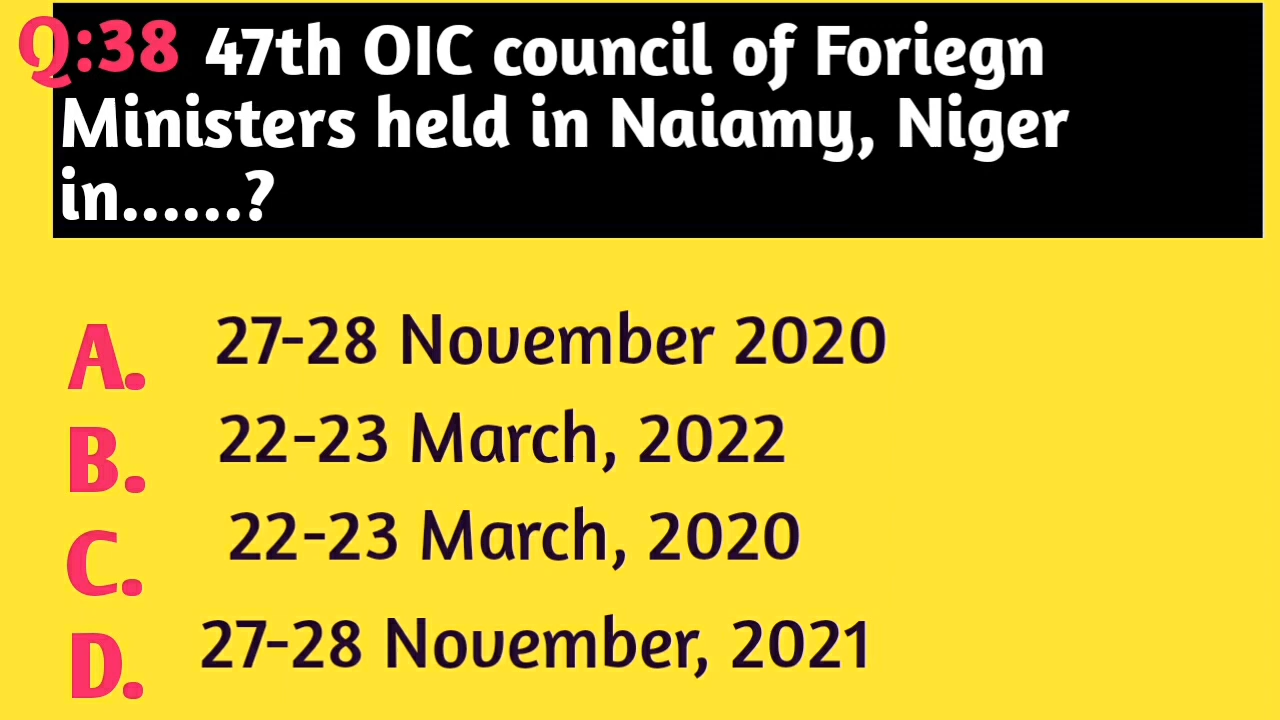 Q:38 47th OIC council of Foriegn
Ministers held in Naiamy, Niger
in......?
A. 27-28 November 2020
B. 22-23 March, 2022
C. 22-23 March, 2020
D. 27-28 November, 2021